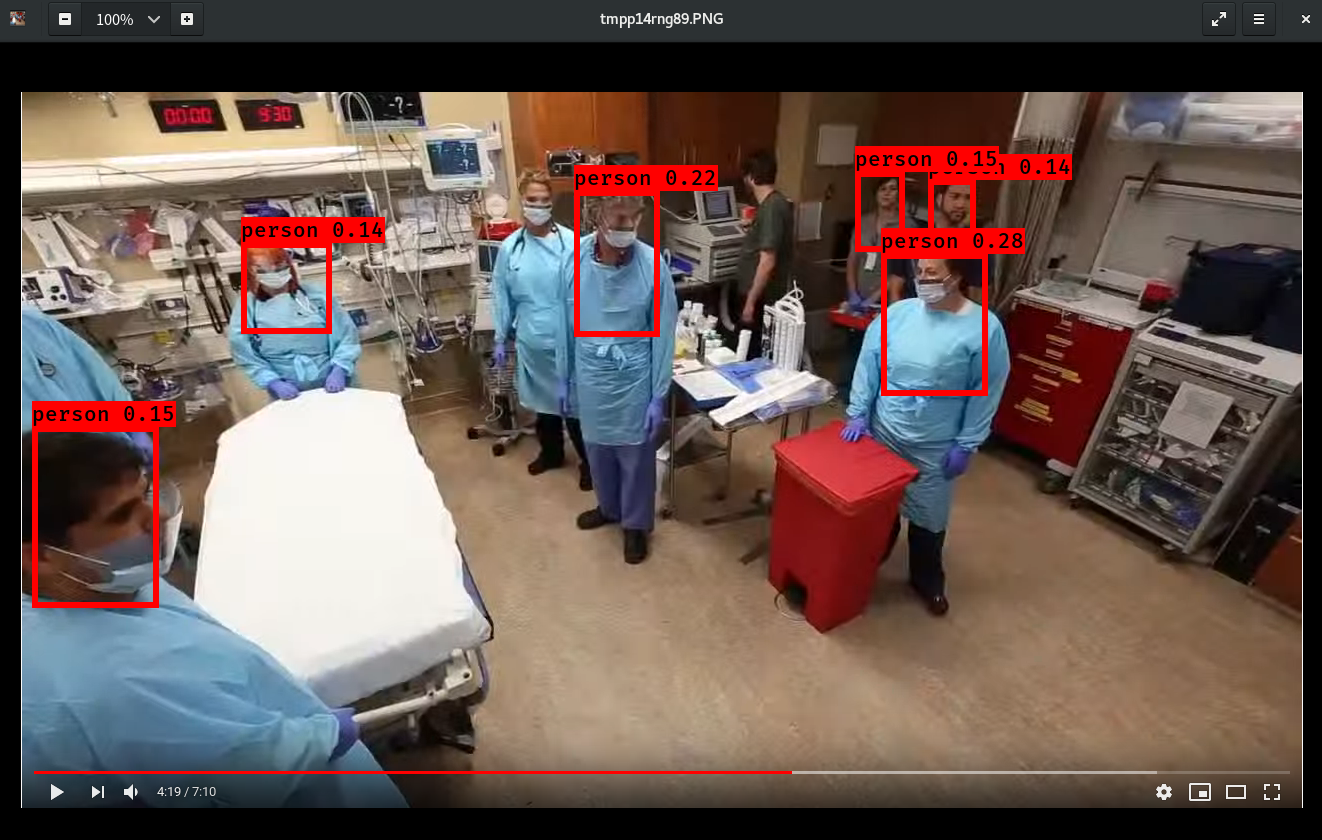 100%
tmpp14rng89.PNG
00:00
9:30
-?
-?
person 0.15
person 0.14
person 0.22
person 0.14
person 0.28
person 0.15
4:19 / 7:10